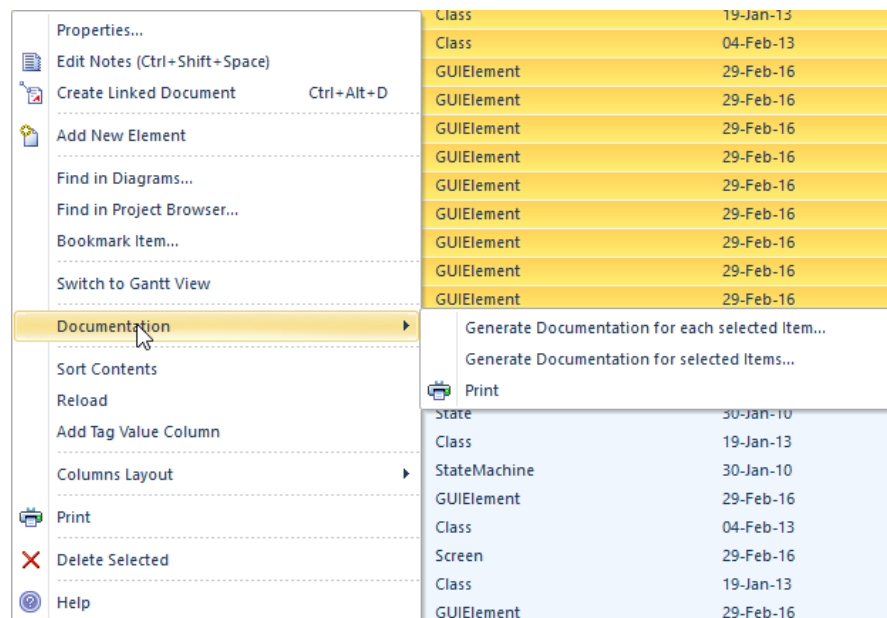 Properties...
Edit Notes (Ctrl+Shift+Space)
Create Linked Document Ctrl+Alt+D
Add New Element
Find in Diagrams...
Find in Project Browser...
Bookmark Item...
Switch to Gantt View
Documentation
Sort Contents
Reload
Add Tag Value Column
Columns Layout
Print
Delete Selected
Help
Class 19-Jan-13
Class 04-Feb-13
GUIElement 29-Feb-16
GUIElement 29-Feb-16
GUIElement 29-Feb-16
GUIElement 29-Feb-16
GUIElement 29-Feb-16
GUIElement 29-Feb-16
GUIElement 29-Feb-16
GUIElement 29-Feb-16
GUIElement 29-Feb-16
Generate Documentation for each selected Item...
Generate Documentation for selected Items...
Print
State 30-Jan-10
Class 19-Jan-13
StateMachine 30-Jan-10
GUIElement 29-Feb-16
Class 04-Feb-13
Screen 29-Feb-16
Class 19-Jan-13
GUIElement 29-Feb-16